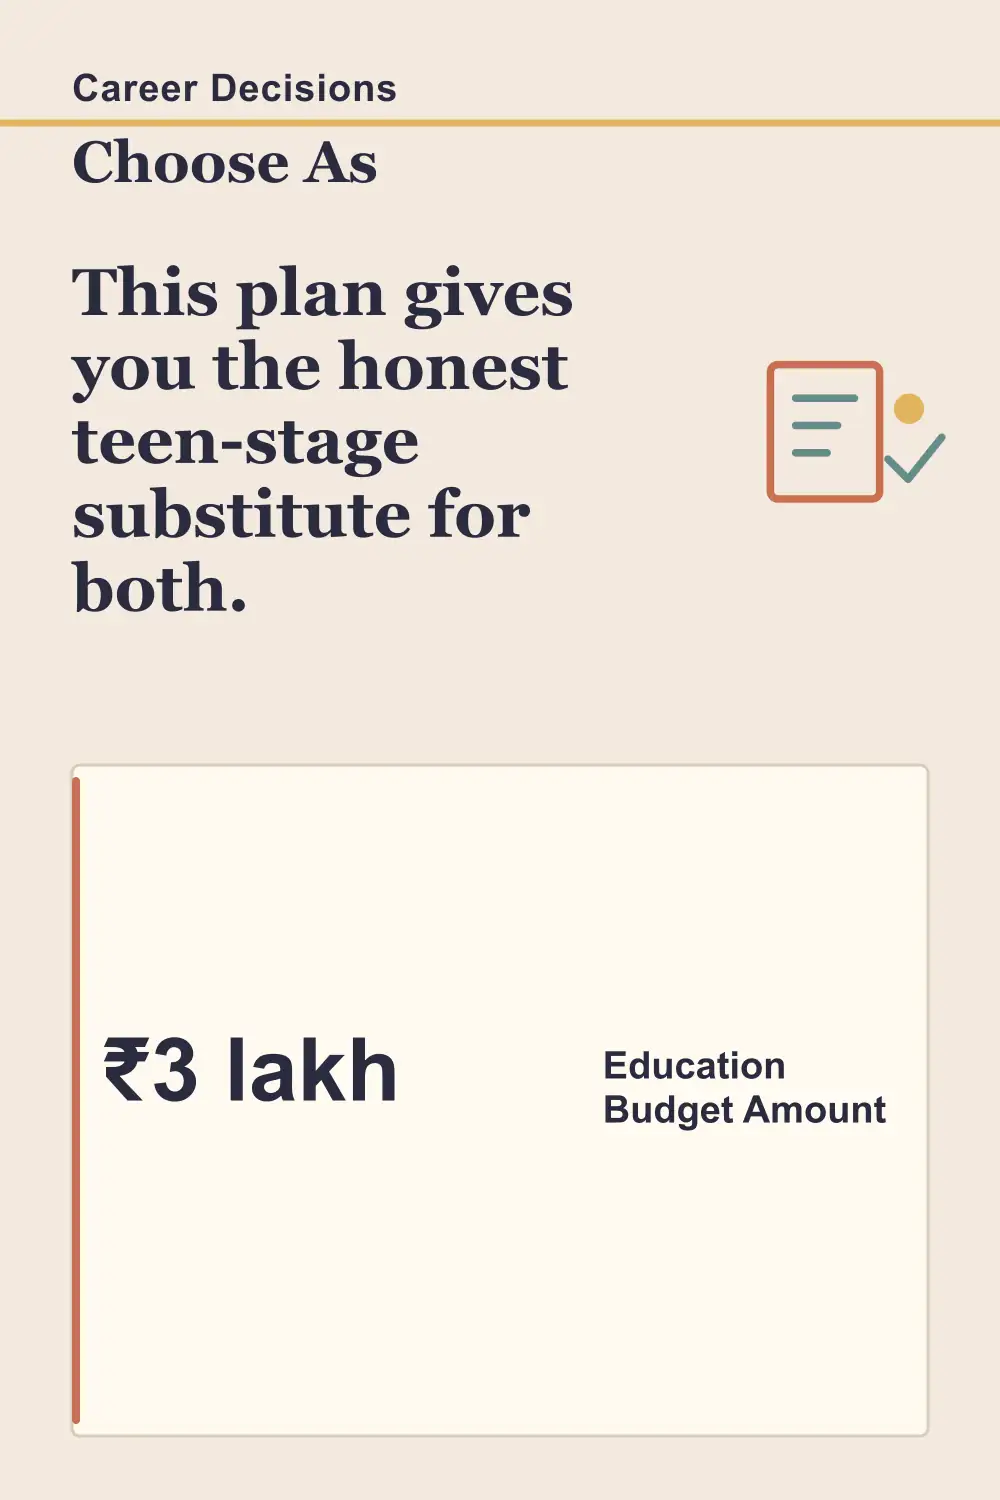 Career Decisions
Choose As
This plan gives
you the honest
teen-stage
substitute for
both.
₹3 lakh
Education
Budget Amount